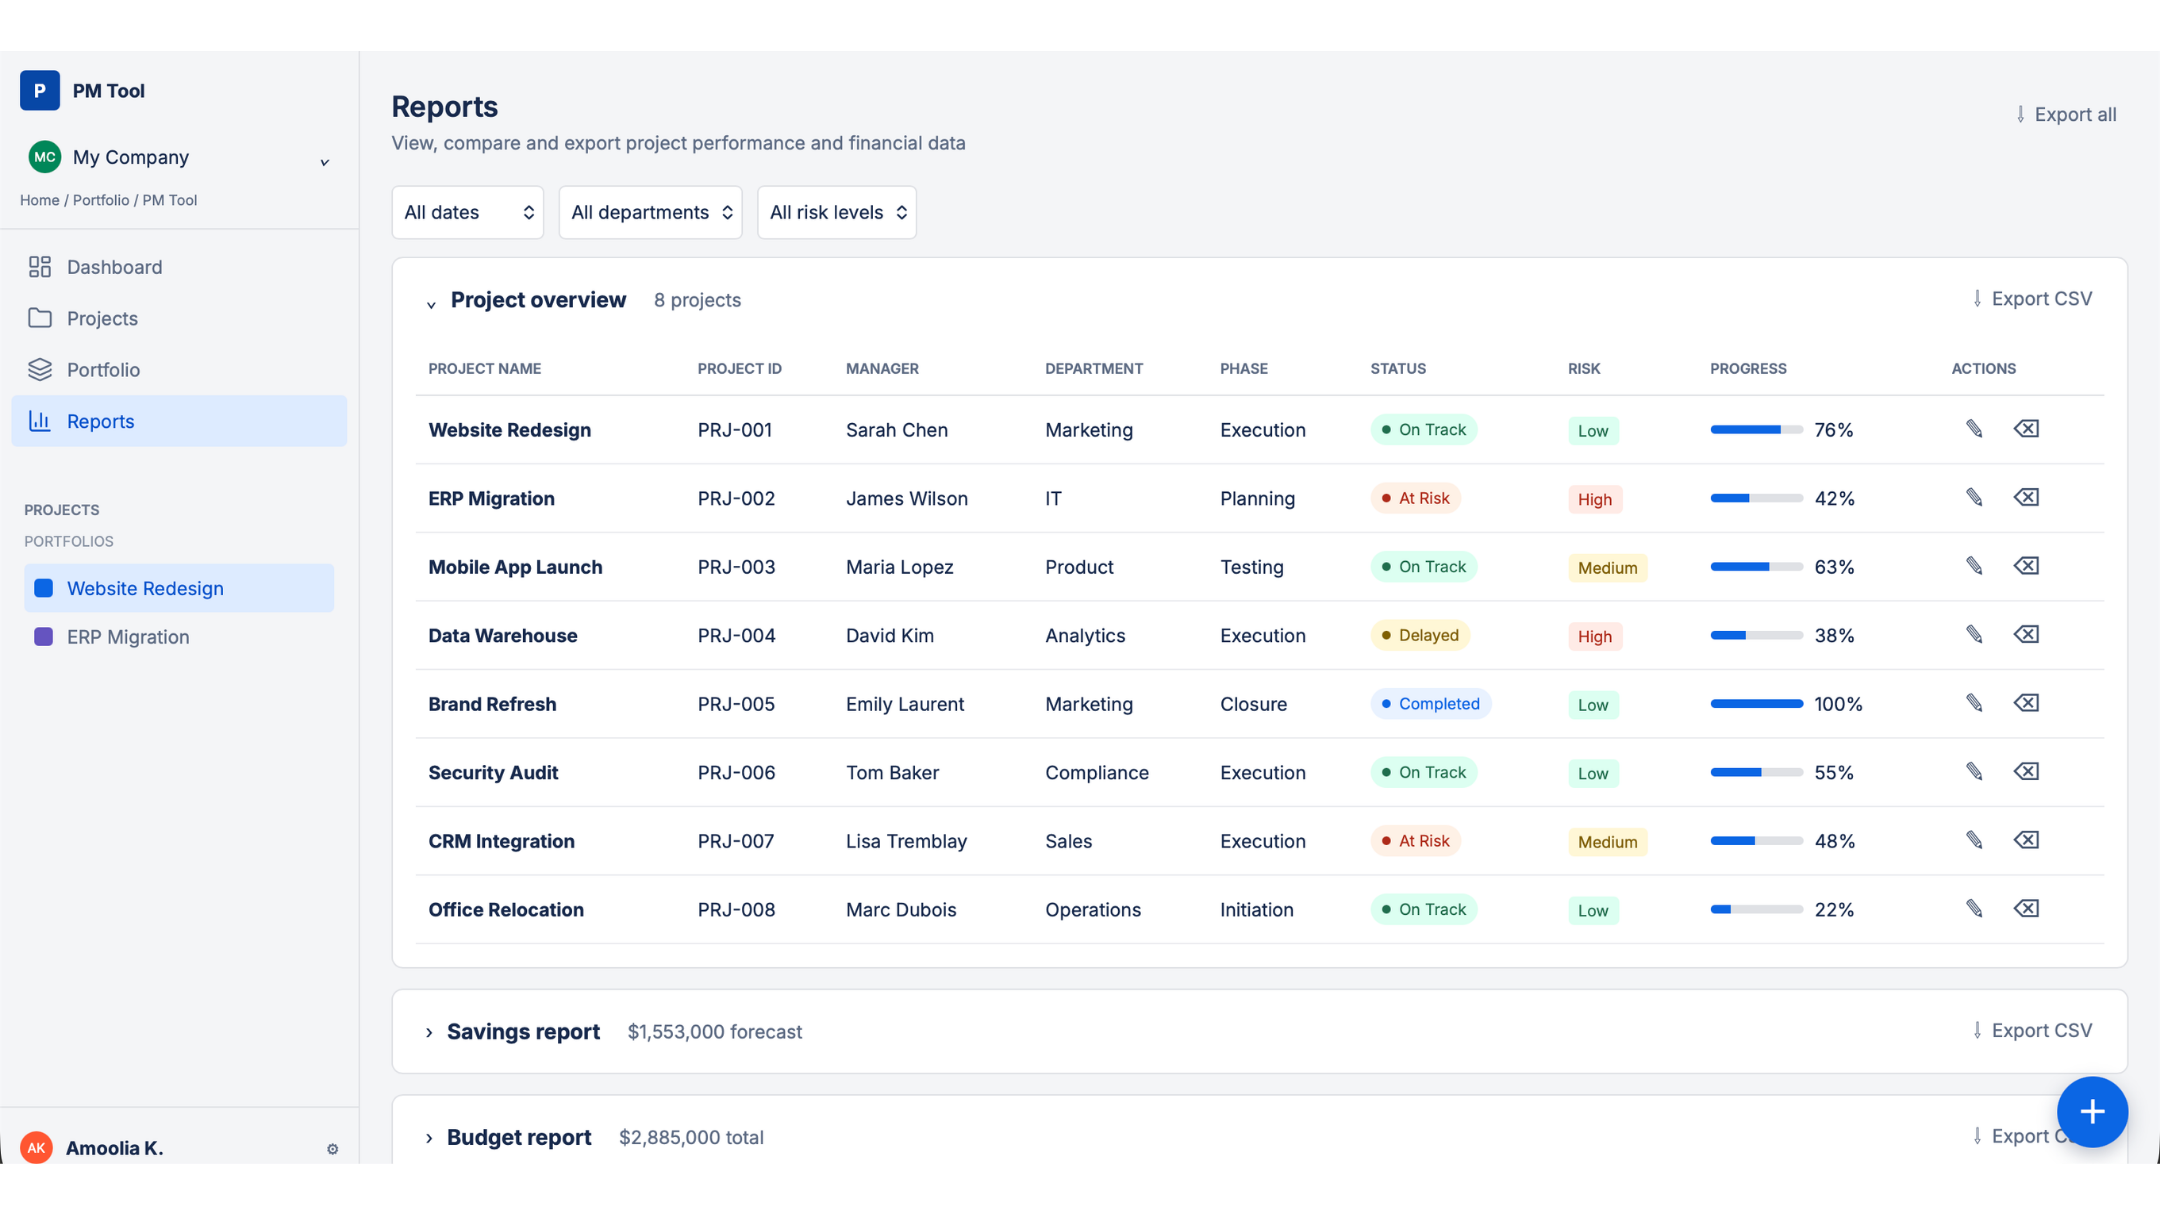 P PM Tool
MC My Company
Home / Portfolio / PM Tool
Dashboard
Projects
Portfolio
Reports
PROJECTS
PORTFOLIOS
Website Redesign
ERP Migration
AK Amoolia K.
Reports
View, compare and export project performance and financial data
Export all
All dates All departments All risk levels
Project overview 8 projects Export CSV
PROJECT NAME PROJECT ID MANAGER DEPARTMENT PHASE STATUS RISK PROGRESS ACTIONS
Website Redesign PRJ-001 Sarah Chen Marketing Execution On Track Low 76%
ERP Migration PRJ-002 James Wilson IT Planning At Risk High 42%
Mobile App Launch PRJ-003 Maria Lopez Product Testing On Track Medium 63%
Data Warehouse PRJ-004 David Kim Analytics Execution Delayed High 38%
Brand Refresh PRJ-005 Emily Laurent Marketing Closure Completed Low 100%
Security Audit PRJ-006 Tom Baker Compliance Execution On Track Low 55%
CRM Integration PRJ-007 Lisa Tremblay Sales Execution At Risk Medium 48%
Office Relocation PRJ-008 Marc Dubois Operations Initiation On Track Low 22%
Savings report $1,553,000 forecast Export CSV
Budget report $2,885,000 total Export